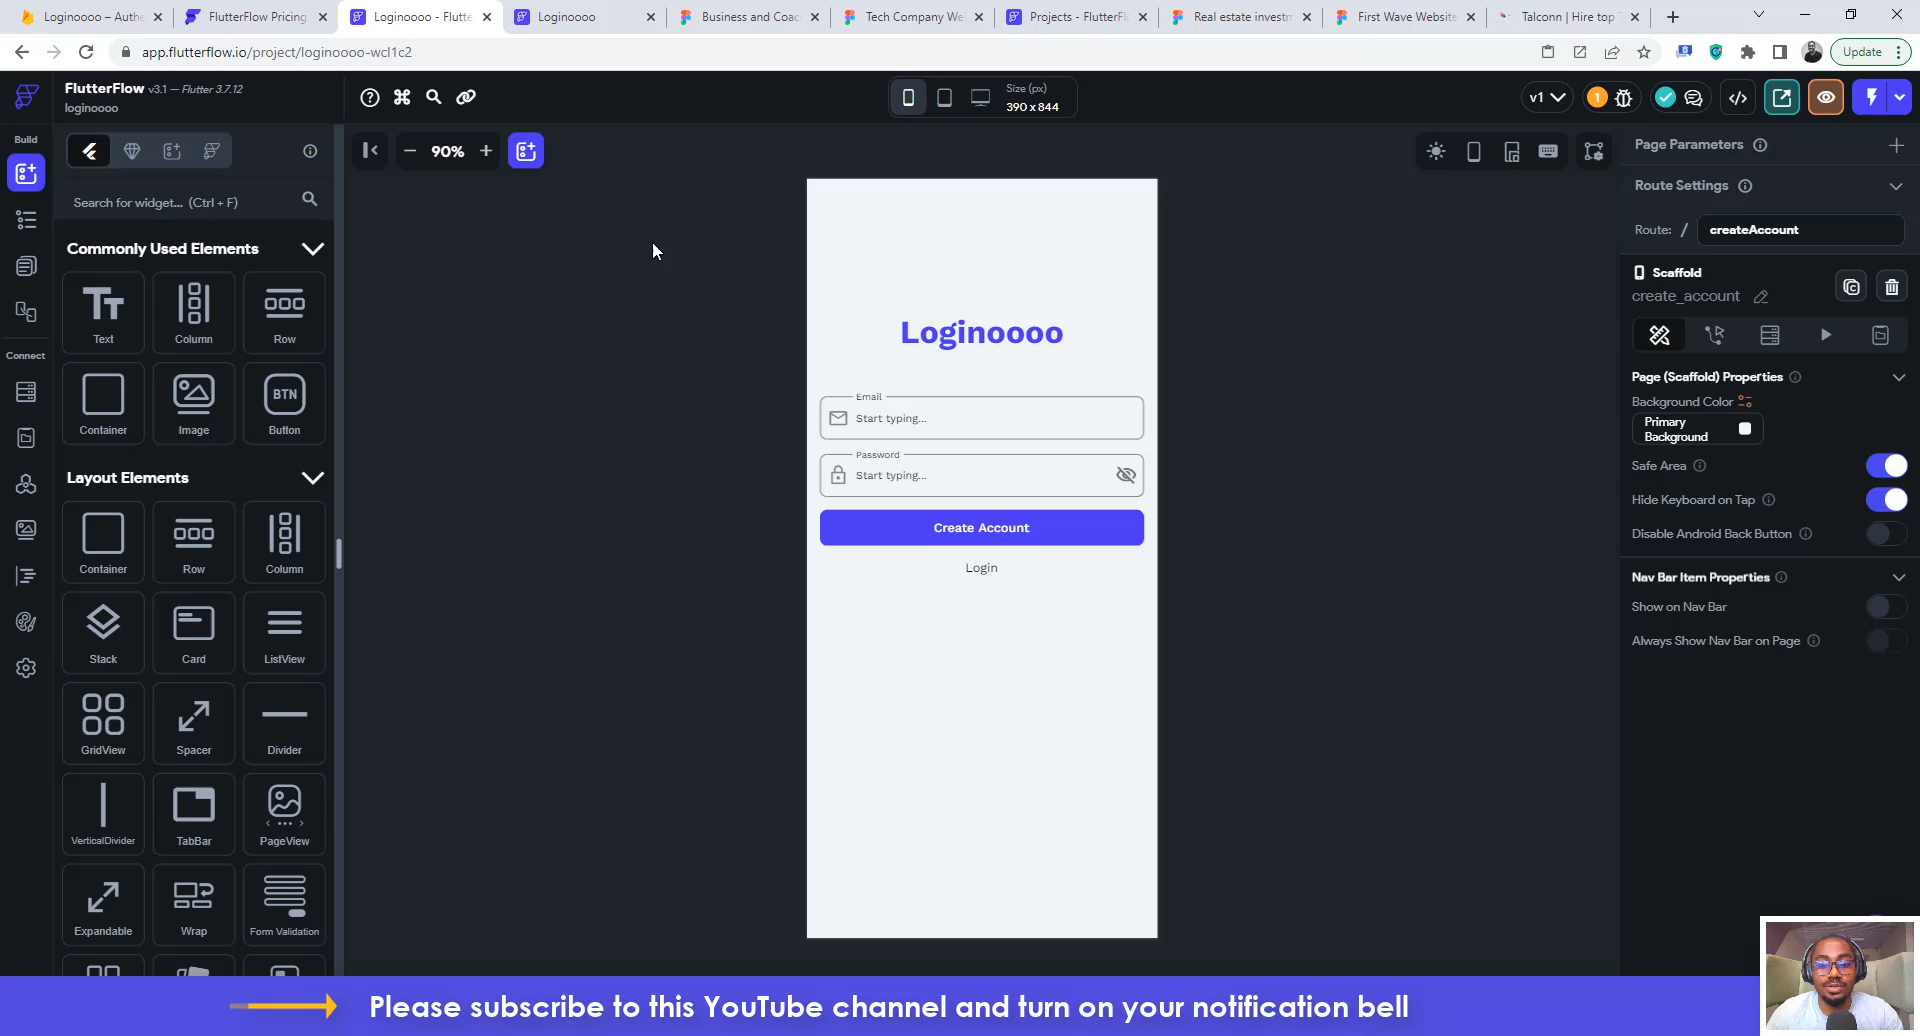 Loginoooo – Authe
FlutterFlow Pricing
Loginoooo - Flutte
Loginoooo
Business and Coac
Tech Company We
Projects - FlutterFl
Real estate investm
First Wave Website
Talconn | Hire top
app.flutterflow.io/project/loginoooo-wcl1c2
Update
FlutterFlow v3.1 — Flutter 3.7.12
loginoooo
Size (px)
390 x 844
v1
1
Build
90%
Page Parameters
Search for widget... (Ctrl + F)
Route Settings
Route: / createAccount
Commonly Used Elements
Text
Column
Row
Container
Image
BTN
Button
Scaffold
create_account
Connect
Loginoooo
Email
Start typing...
Password
Start typing...
Create Account
Login
Page (Scaffold) Properties
Background Color
Primary
Background
Safe Area
Hide Keyboard on Tap
Disable Android Back Button
Nav Bar Item Properties
Show on Nav Bar
Always Show Nav Bar on Page
Layout Elements
Container
Row
Column
Stack
Card
ListView
GridView
Spacer
Divider
VerticalDivider
TabBar
PageView
Expandable
Wrap
Form Validation
Please subscribe to this YouTube channel and turn on your notification bell